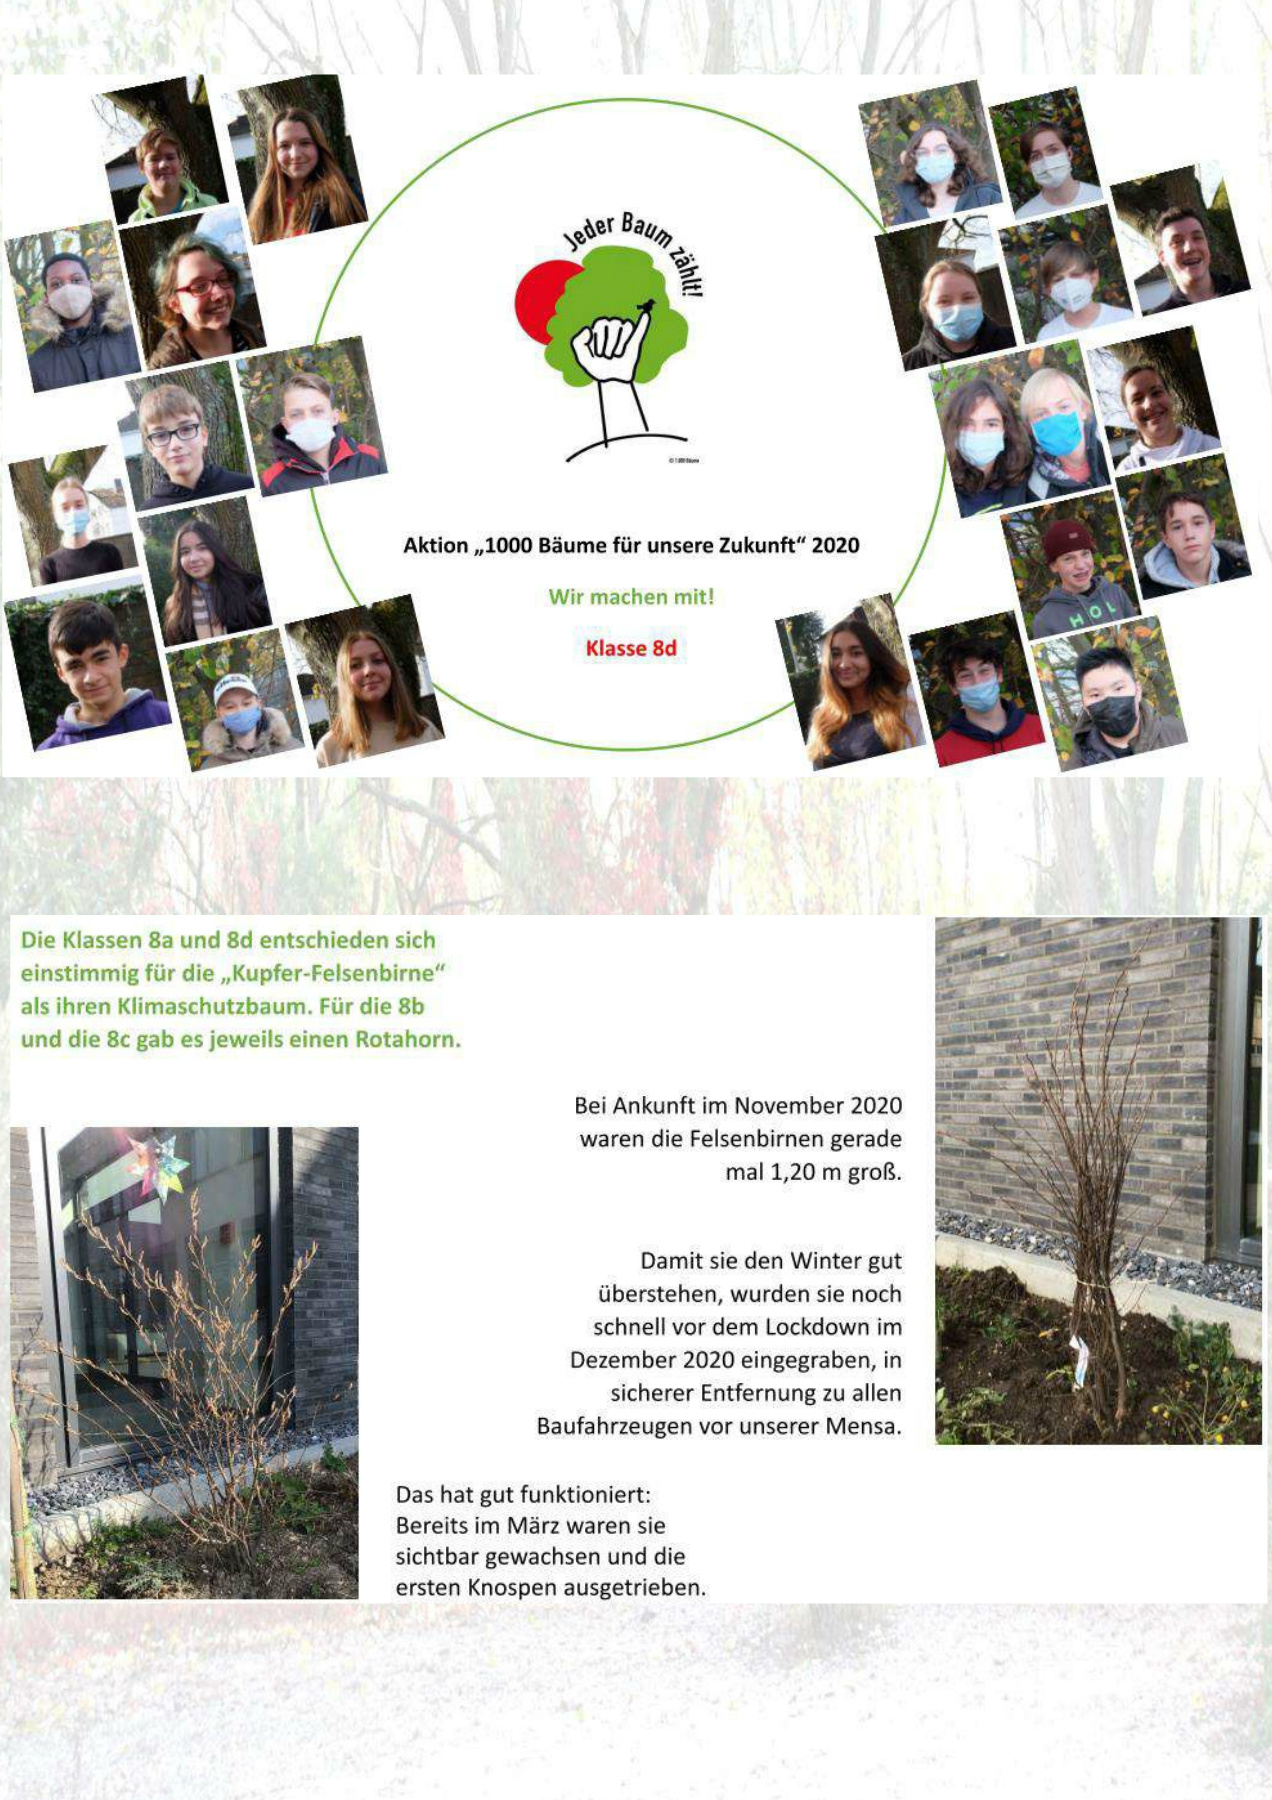 Jeder Baum zählt!
© 1.000 Bäume
Aktion „1000 Bäume für unsere Zukunft“ 2020
Wir machen mit!
Klasse 8d
HOL
Die Klassen 8a und 8d entschieden sich
einstimmig für die „Kupfer-Felsenbirne“
als ihren Klimaschutzbaum. Für die 8b
und die 8c gab es jeweils einen Rotahorn.
Bei Ankunft im November 2020
waren die Felsenbirnen gerade
mal 1,20 m groß.
Damit sie den Winter gut
überstehen, wurden sie noch
schnell vor dem Lockdown im
Dezember 2020 eingegraben, in
sicherer Entfernung zu allen
Baufahrzeugen vor unserer Mensa.
Das hat gut funktioniert:
Bereits im März waren sie
sichtbar gewachsen und die
ersten Knospen ausgetrieben.